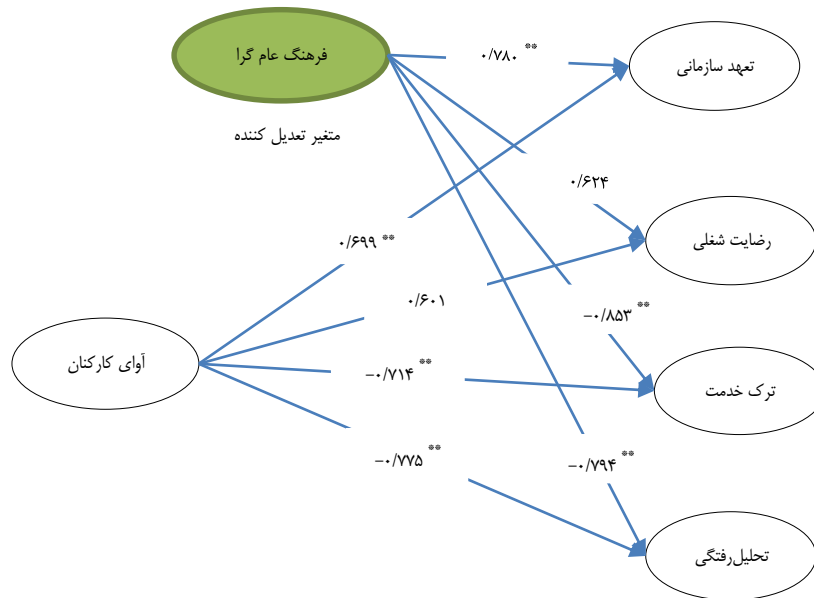 فرهنگ عام گرا
۰/۷۸۰ **
تعهد سازمانی
متغیر تعدیل کننده
۰/۶۲۴
رضایت شغلی
۰/۶۹۹ **
۰/۶۰۱
−۰/۸۵۳ **
آوای کارکنان
−۰/۷۱۴ **
ترک خدمت
−۰/۷۷۵ **
−۰/۷۹۴ **
تحلیل‌رفتگی